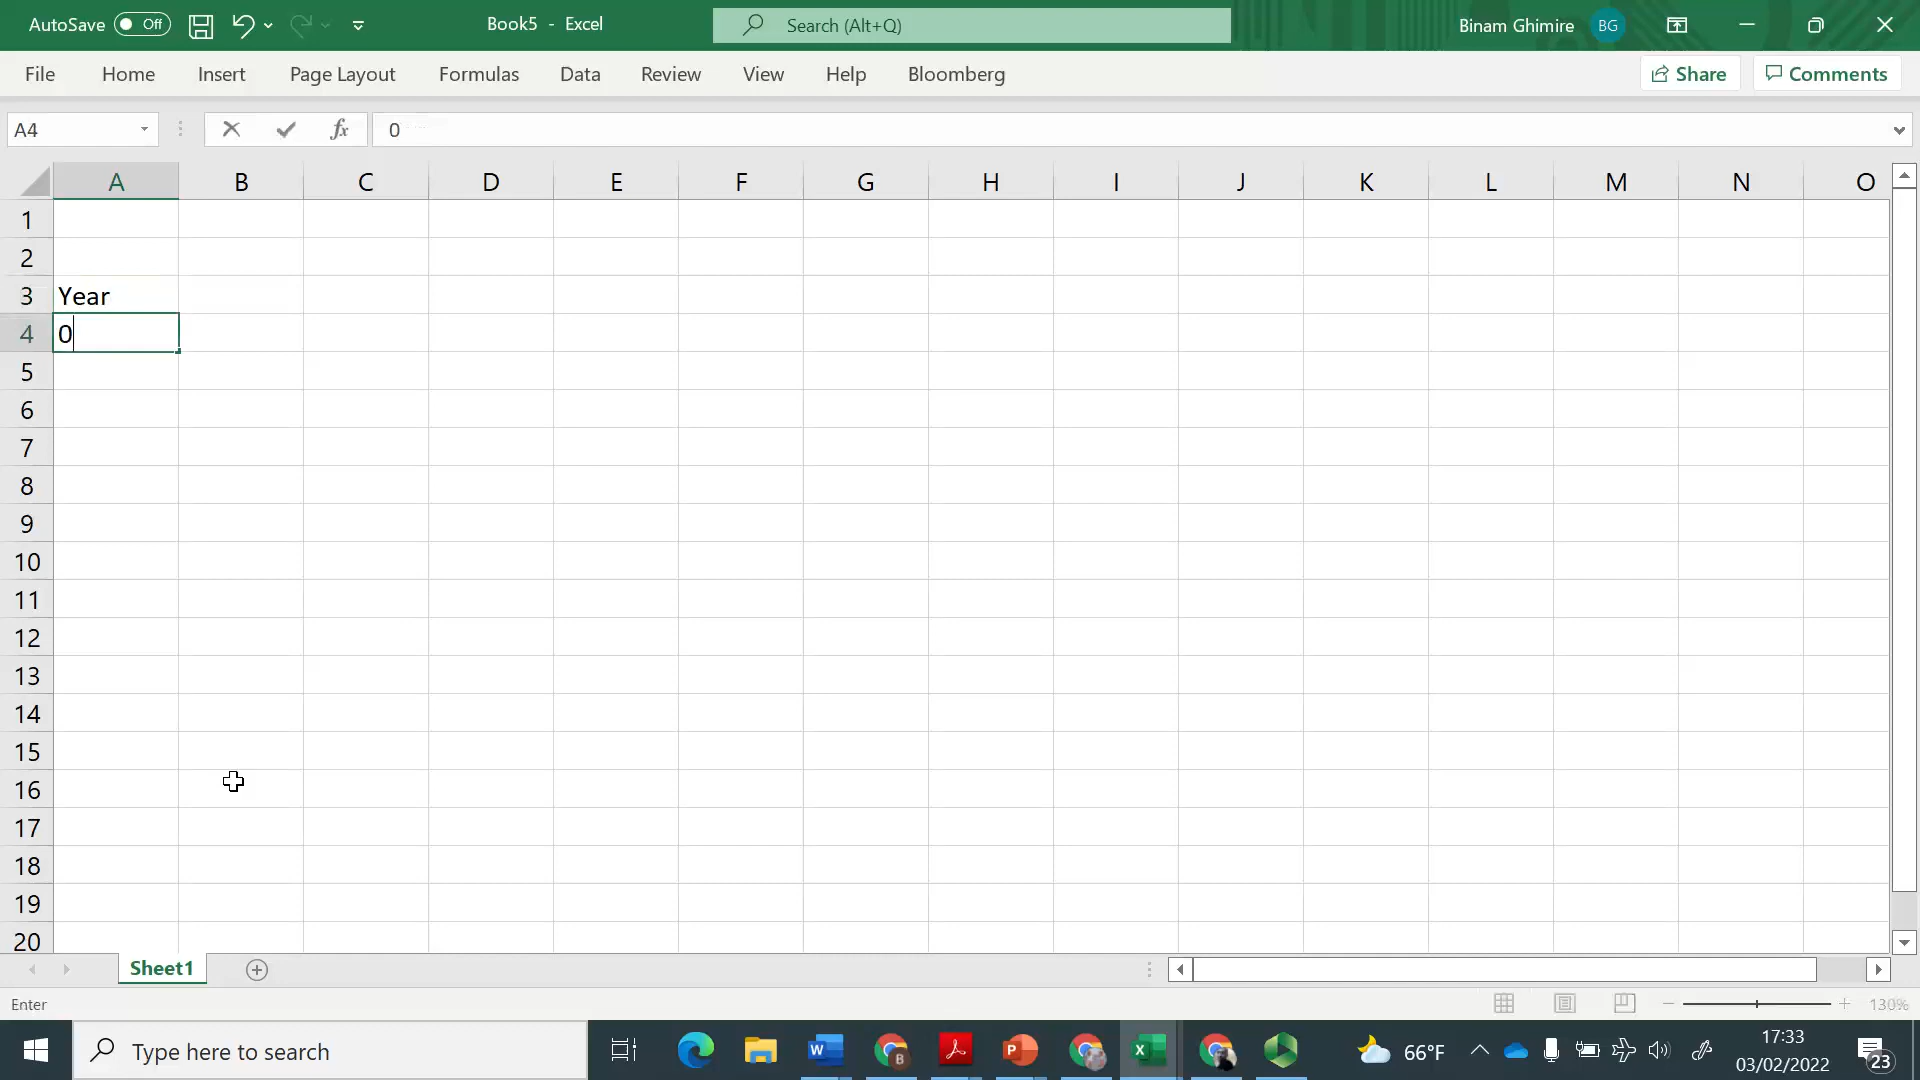 AutoSave Off Book5 - Excel Search (Alt+Q) Binam Ghimire BG
File Home Insert Page Layout Formulas Data Review View Help Bloomberg Share Comments
A4 fx 0
A B C D E F G H I J K L M N O
1
2
3 Year
4 0
5
6
7
8
9
10
11
12
13
14
15
16
17
18
19
20
Sheet1
Enter 130%
Type here to search W B P X 66°F 17:33
03/02/2022 23